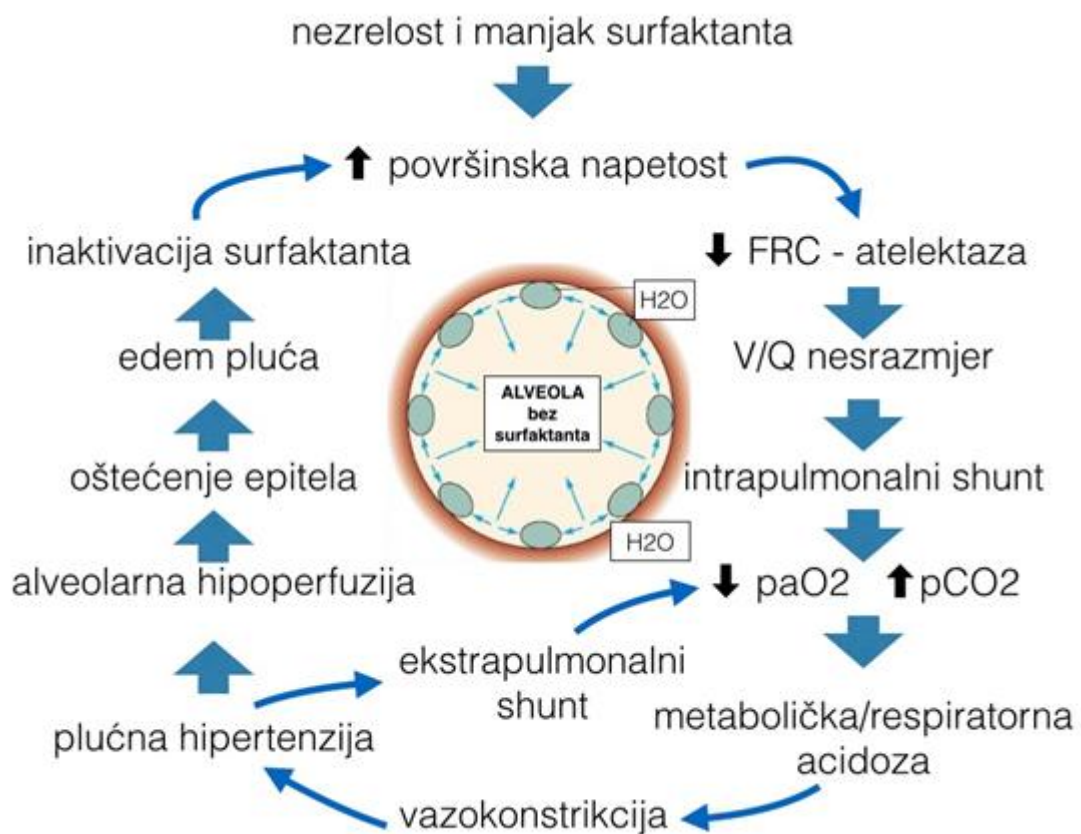 nezrelost i manjak surfaktanta
površinska napetost
inaktivacija surfaktanta
FRC - atelektaza
H2O
edem pluća
V/Q nesrazmjer
ALVEOLA
bez
surfaktanta
oštećenje epitela
intrapulmonalni shunt
H2O
alveolarna hipoperfuzija
paO2 pCO2
ekstrapulmonalni
shunt
metabolička/respiratorna
acidoza
plućna hipertenzija
vazokonstrikcija